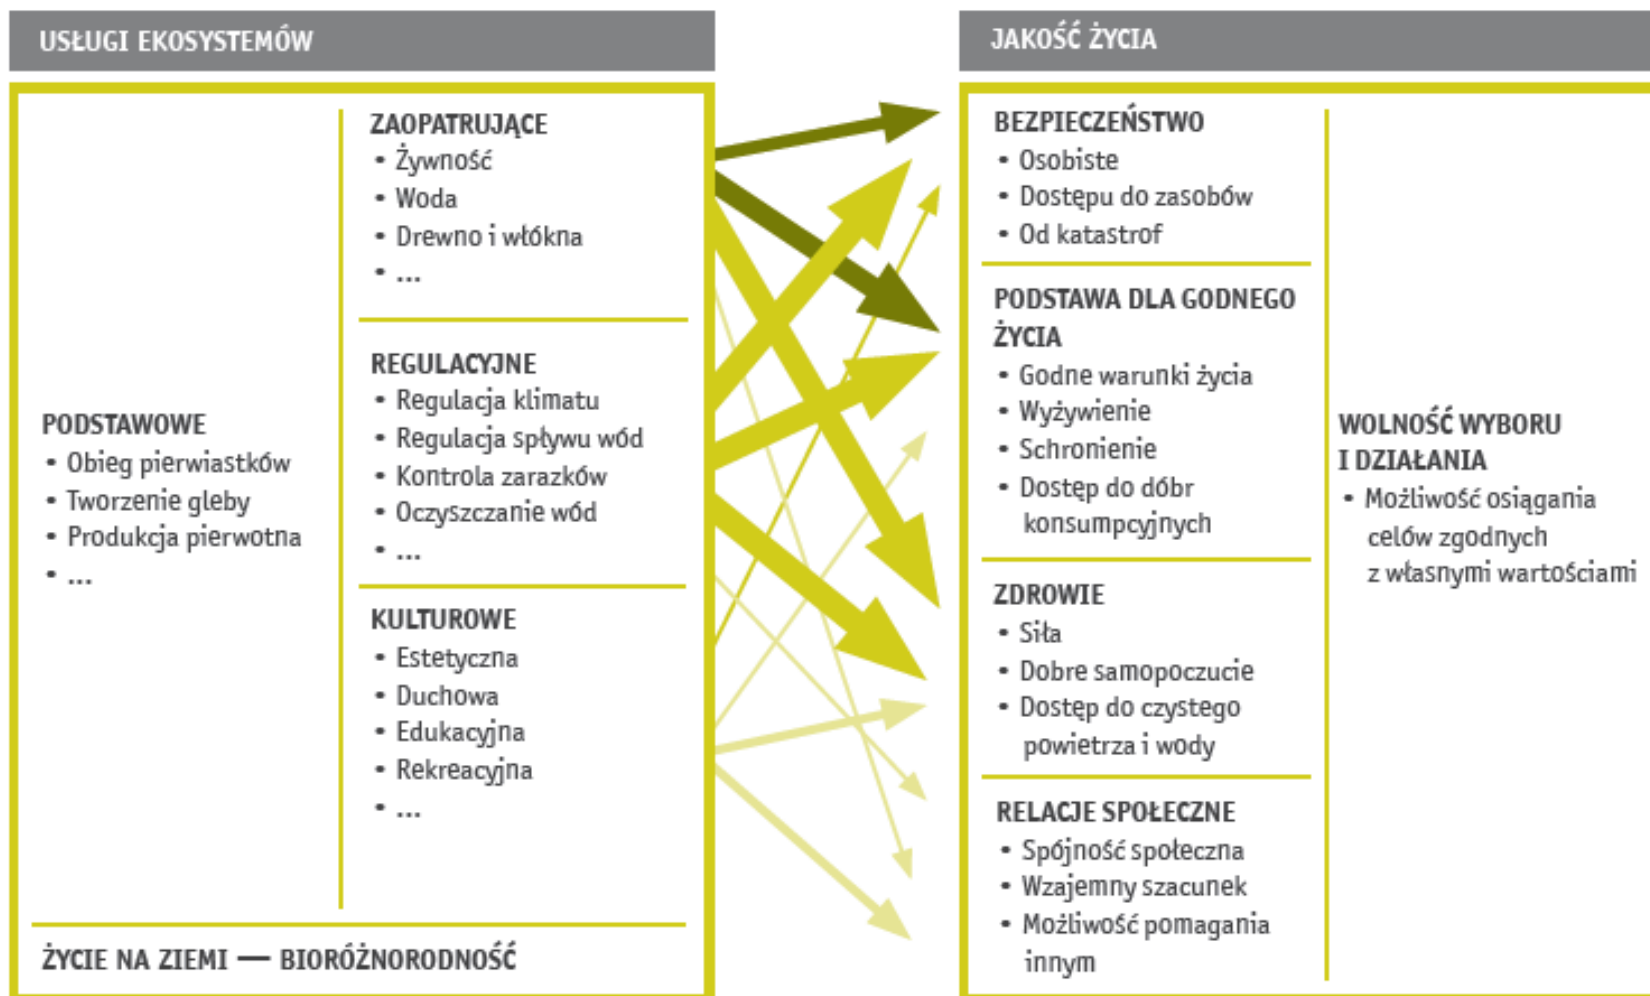 USŁUGI EKOSYSTEMÓW
PODSTAWOWE
• Obieg pierwiastków
• Tworzenie gleby
• Produkcja pierwotna
• ...
ZAOPATRUJĄCE
• Żywność
• Woda
• Drewno i włókna
• ...
REGULACYJNE
• Regulacja klimatu
• Regulacja spływu wód
• Kontrola zarazków
• Oczyszczanie wód
• ...
KULTUROWE
• Estetyczna
• Duchowa
• Edukacyjna
• Rekreacyjna
• ...
ŻYCIE NA ZIEMI — BIORÓŻNORODNOŚĆ
JAKOŚĆ ŻYCIA
BEZPIECZEŃSTWO
• Osobiste
• Dostępu do zasobów
• Od katastrof
PODSTAWA DLA GODNEGO
ŻYCIA
• Godne warunki życia
• Wyżywienie
• Schronienie
• Dostęp do dóbr
konsumpcyjnych
ZDROWIE
• Siła
• Dobre samopoczucie
• Dostęp do czystego
powietrza i wody
RELACJE SPOŁECZNE
• Spójność społeczna
• Wzajemny szacunek
• Możliwość pomagania
innym
WOLNOŚĆ WYBORU
I DZIAŁANIA
• Możliwość osiągania
celów zgodnych
z własnymi wartościami